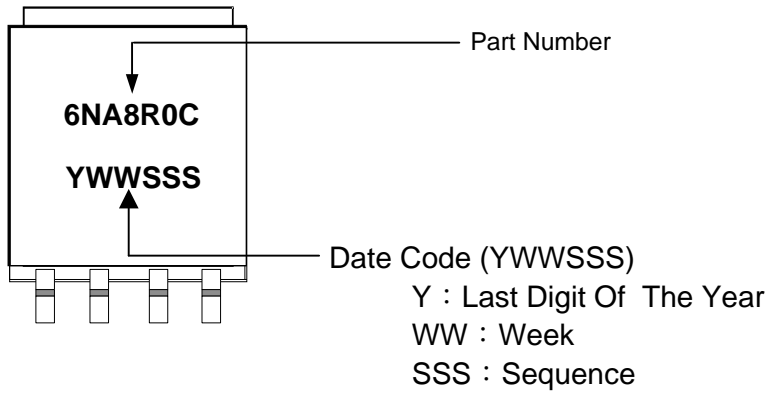 Part Number
6NA8R0C
YWWSSS
Date Code (YWWSSS)
Y：Last Digit Of The Year
WW：Week
SSS：Sequence